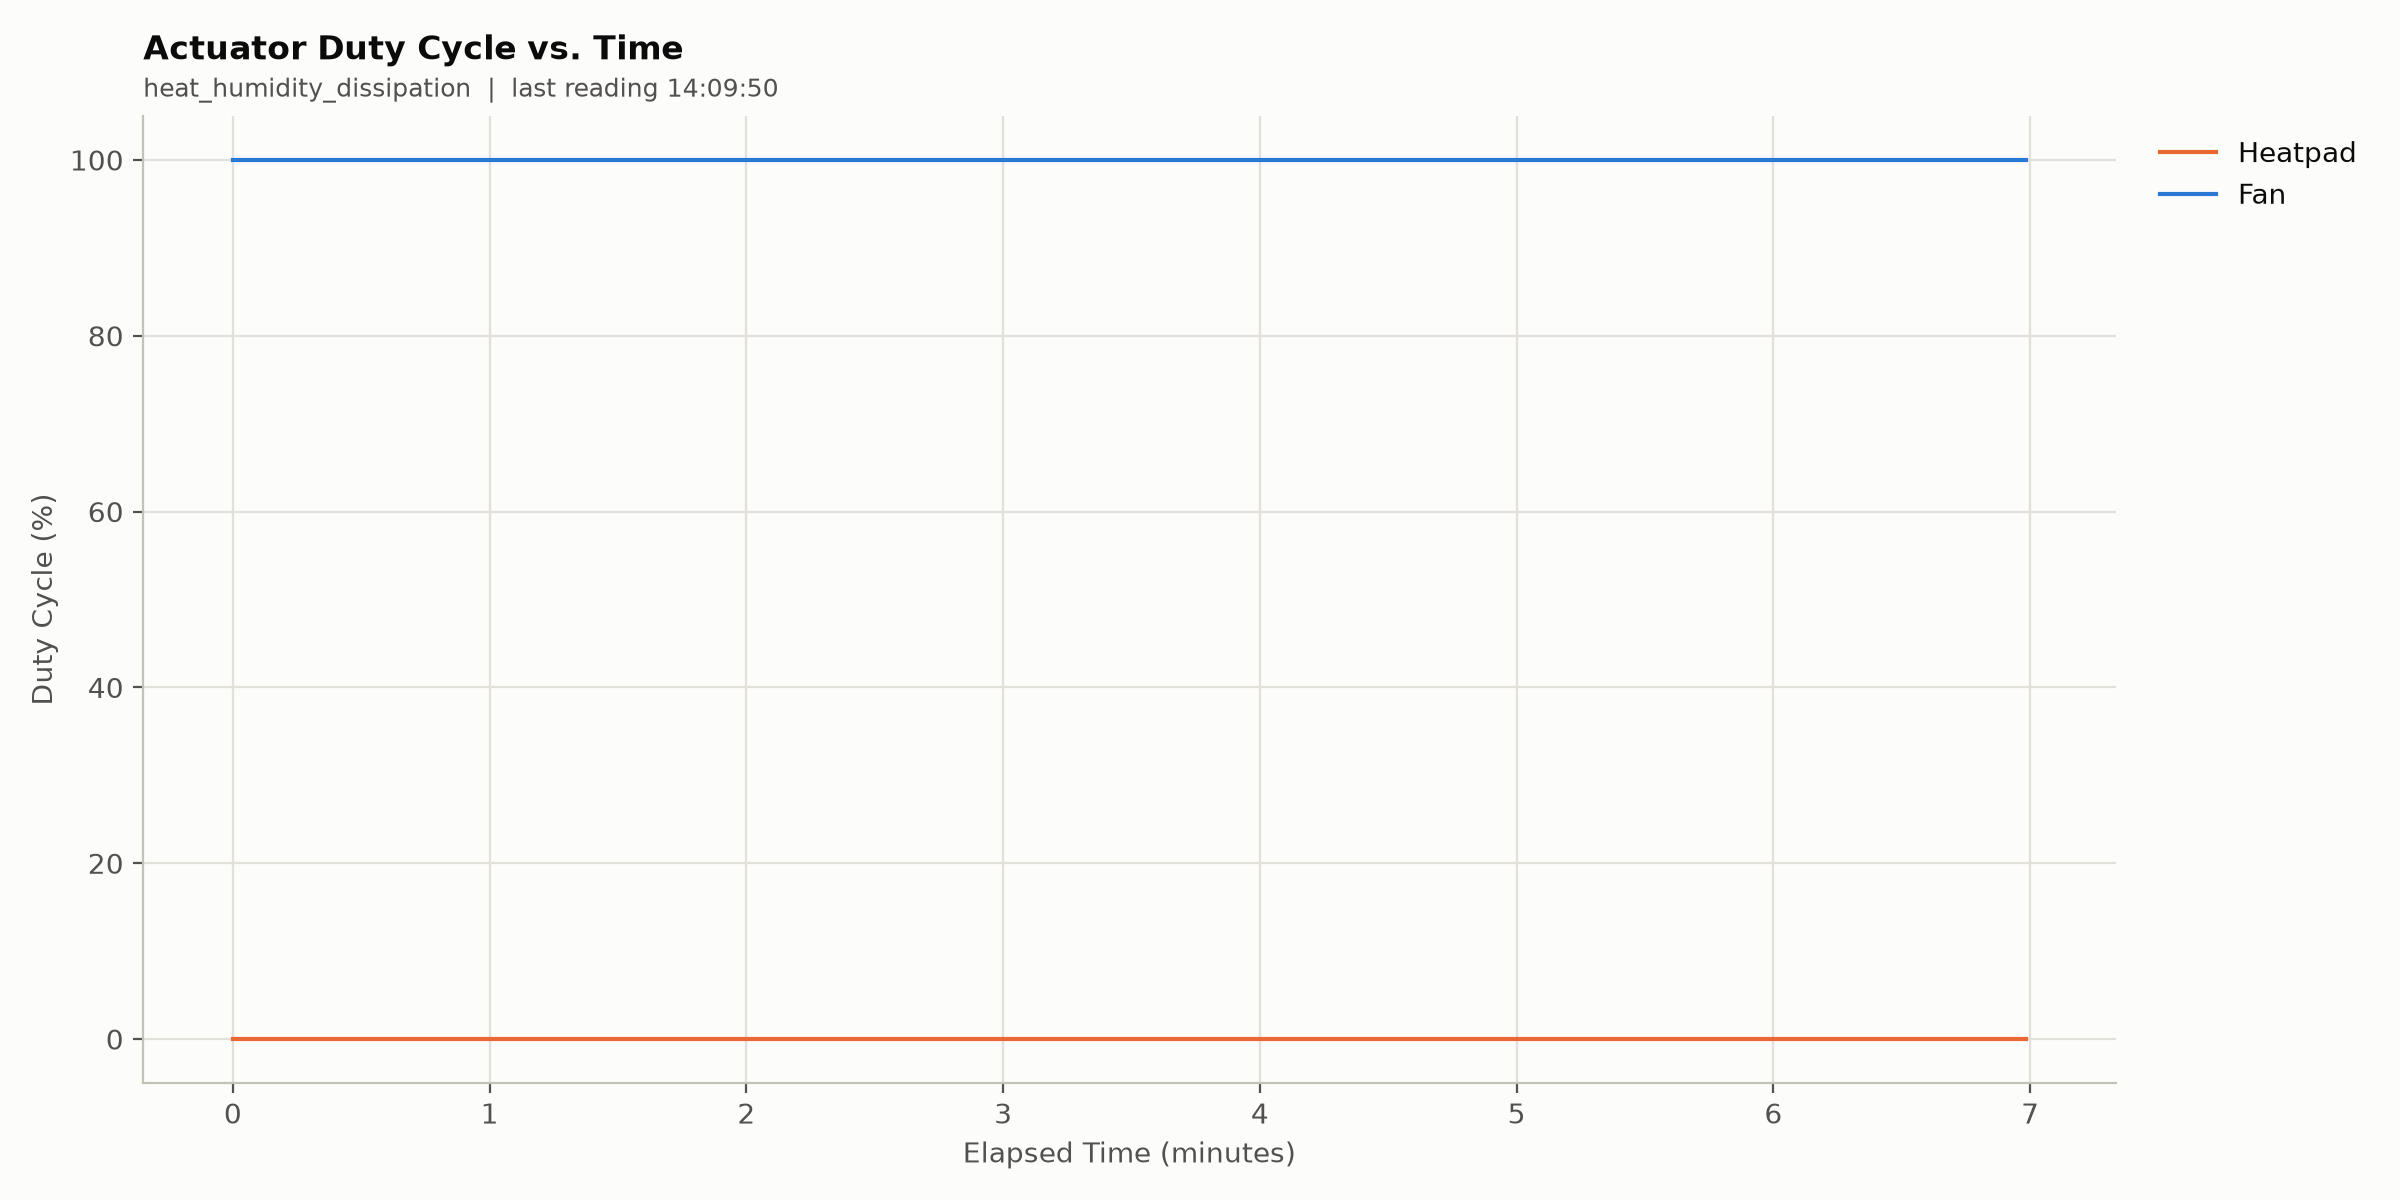 Actuator Duty Cycle vs. Time
heat_humidity_dissipation | last reading 14:09:50
Heatpad
Fan
Duty Cycle (%)
100
80
60
40
20
0
0 1 2 3 4 5 6 7
Elapsed Time (minutes)